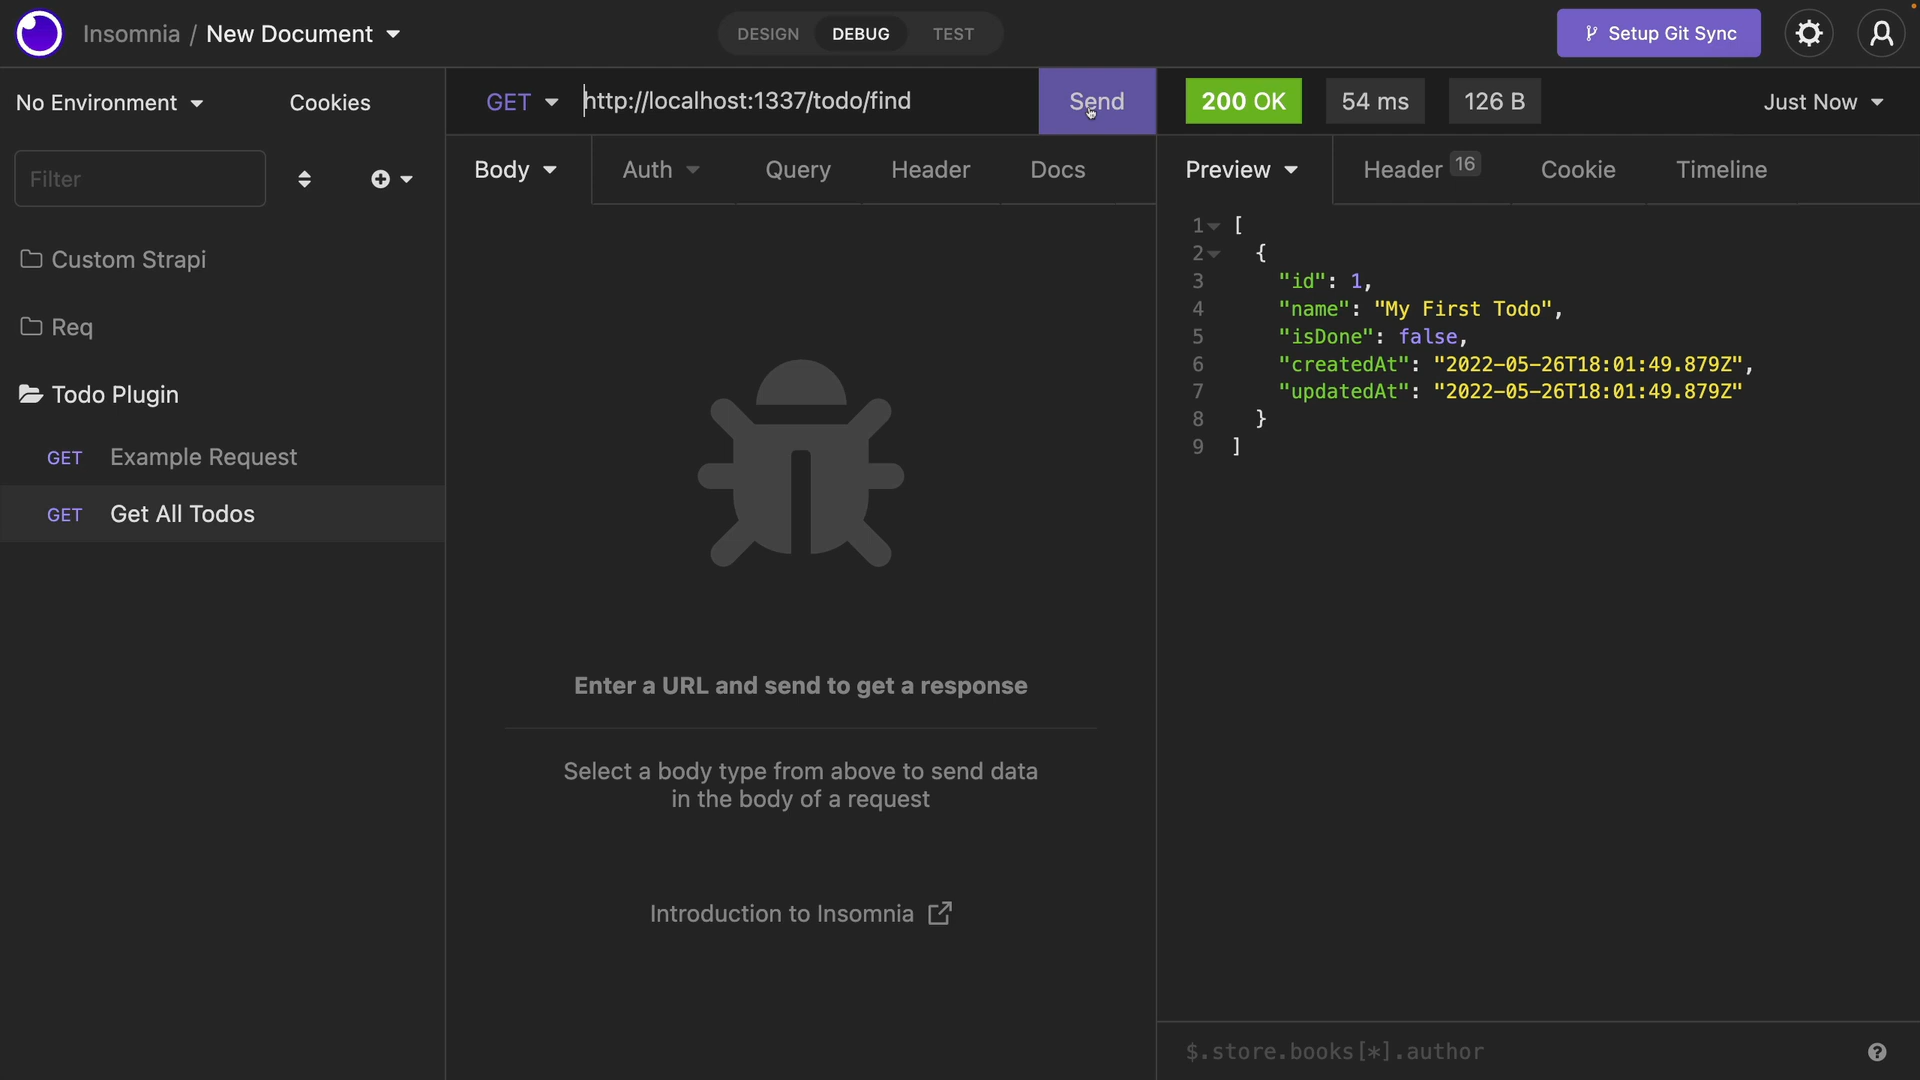 Insomnia / New Document
DESIGN DEBUG TEST
Setup Git Sync
No Environment Cookies
GET http://localhost:1337/todo/find Send
200 OK 54 ms 126 B Just Now
Filter
Body Auth Query Header Docs
Preview Header 16 Cookie Timeline
Custom Strapi
Req
Todo Plugin
GET Example Request
GET Get All Todos
Enter a URL and send to get a response
Select a body type from above to send data
in the body of a request
Introduction to Insomnia
1 [
2 {
3 "id": 1,
4 "name": "My First Todo",
5 "isDone": false,
6 "createdAt": "2022-05-26T18:01:49.879Z",
7 "updatedAt": "2022-05-26T18:01:49.879Z"
8 }
9 ]
$.store.books[*].author
?